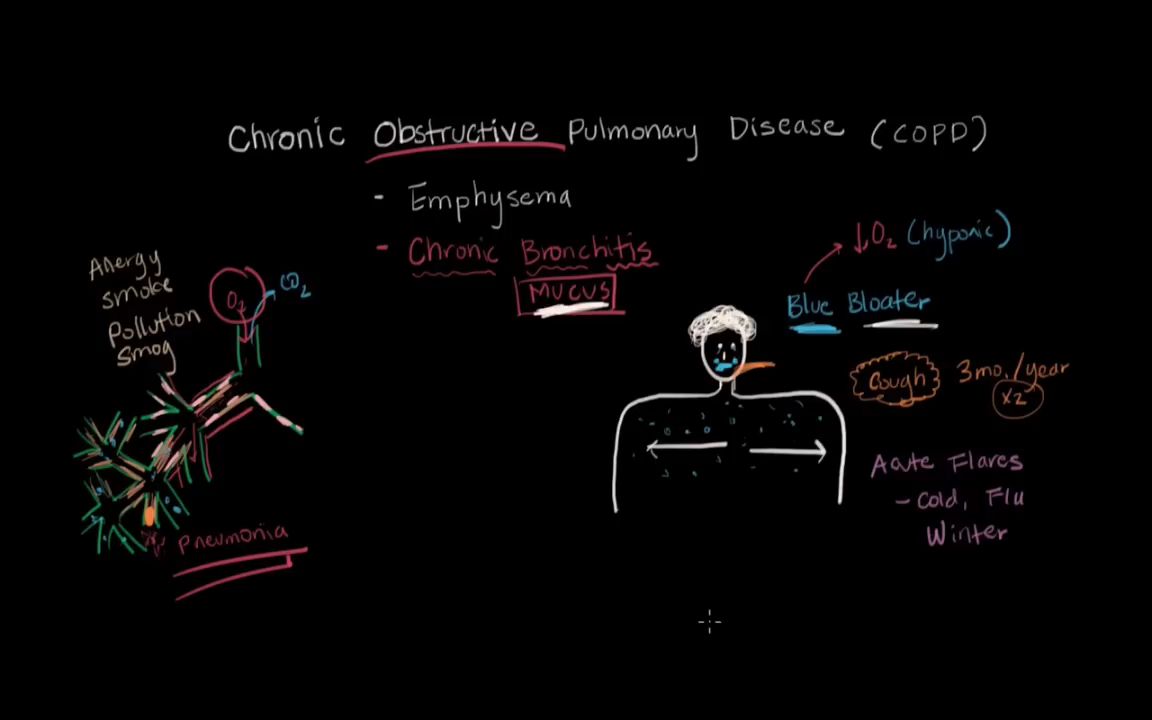 Chronic Obstructive Pulmonary Disease (COPD)
- Emphysema
- Chronic Bronchitis
MUCUS
Allergy
smoke
Pollution
smog
O2
CO2
Pneumonia
↓O2 (hypoxic)
Blue Bloater
Cough 3mo./year
x2
Acute Flares
- Cold, Flu
Winter